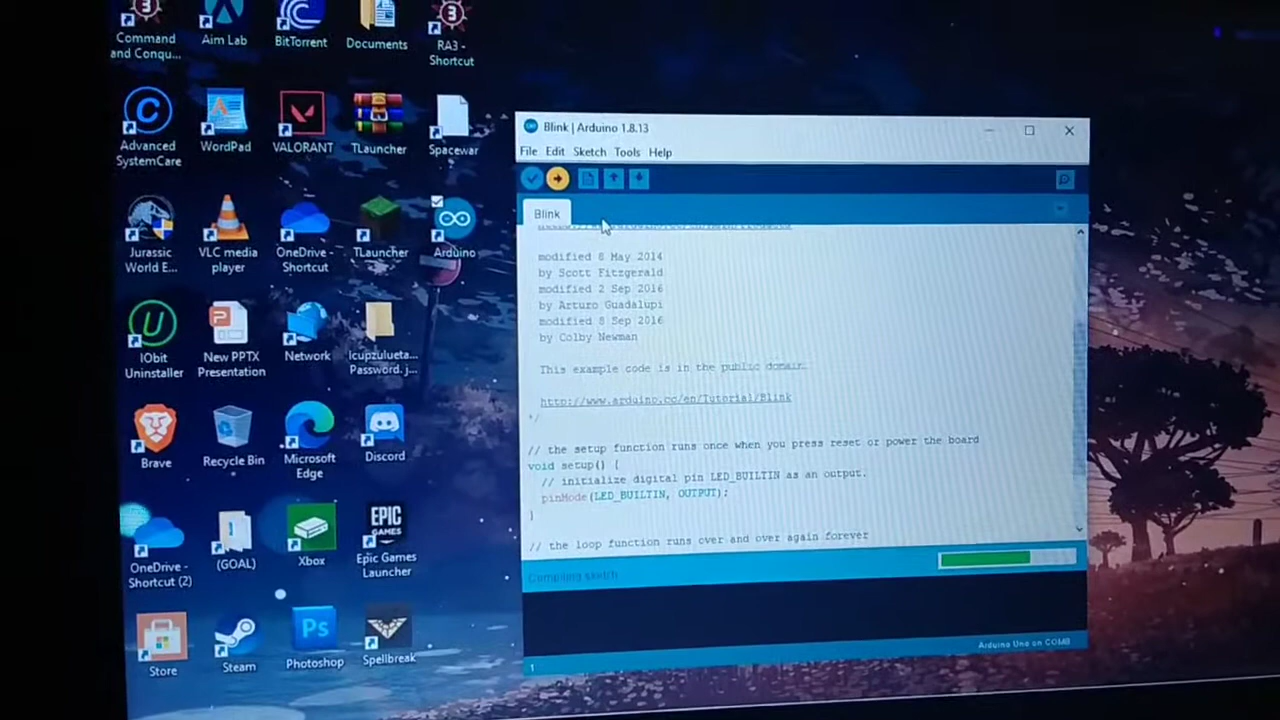 Command
and Conqu...
Aim Lab
BitTorrent
Documents
RA3 -
Shortcut
Advanced
SystemCare
WordPad
VALORANT
TLauncher
Spacewar
Jurassic
World E...
VLC media
player
OneDrive -
Shortcut
TLauncher
Arduino
IObit
Uninstaller
New PPTX
Presentation
Network
lcupzulueta...
Password. j...
Brave
Recycle Bin
Microsoft
Edge
Discord
OneDrive -
Shortcut (2)
(GOAL)
Xbox
EPIC
GAMES
Epic Games
Launcher
Store
Steam
Ps
Photoshop
Spellbreak
Blink | Arduino 1.8.13
File Edit Sketch Tools Help
Blink
modified 8 May 2014
by Scott Fitzgerald
modified 2 Sep 2016
by Arturo Guadalupi
modified 8 Sep 2016
by Colby Newman
This example code is in the public domain.
http://www.arduino.cc/en/Tutorial/Blink
*/
// the setup function runs once when you press reset or power the board
void setup() {
// initialize digital pin LED_BUILTIN as an output.
pinMode(LED_BUILTIN, OUTPUT);
}
// the loop function runs over and over again forever
Compiling sketch
1
Arduino Uno on COM8